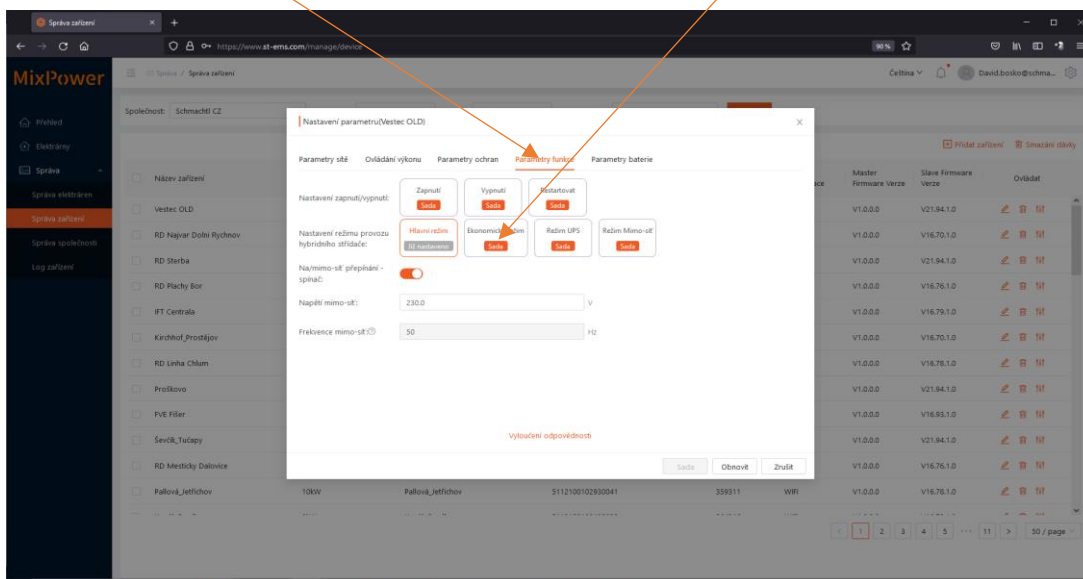 Správa zařízení
https://www.st-ems.com/manage/device
90 %
MixPower
Správa / Správa zařízení
Čeština
David.bosko@schma...
Přehled
Elektrárny
Správa
Správa elektráren
Správa zařízení
Správa společnosti
Log zařízení
Společnost: Schmachtl CZ
Přidat zařízení
Smazání dávky
Nastavení parametru(Vestec OLD)
Parametry sítě
Ovládání výkonu
Parametry ochran
Parametry funkce
Parametry baterie
Nastavení zapnutí/vypnutí:
Zapnutí
Sada
Vypnutí
Sada
Restartovat
Sada
Nastavení režimu provozu
hybridního střídače:
Hlavní režim
Již nastaveno
Ekonomický režim
Sada
Režim UPS
Sada
Režim Mimo-síť
Sada
Na/mimo-síť přepínání -
spínač:
Napětí mimo-síť:
230.0
V
Frekvence mimo-síť:
50
Hz
Vyloučení odpovědnosti
Sada
Obnovit
Zrušit
Název zařízení
Master
Firmware Verze
Slave Firmware
Verze
Ovládat
Vestec OLD
V1.0.0.0
V21.94.1.0
RD Najvar Dolni Rychnov
V1.0.0.0
V16.70.1.0
RD Sterba
V1.0.0.0
V21.94.1.0
RD Plachy Bor
V1.0.0.0
V16.76.1.0
IFT Centrala
V1.0.0.0
V16.79.1.0
Kirchhof_Prostějov
V1.0.0.0
V16.70.1.0
RD Linha Chlum
V1.0.0.0
V16.78.1.0
Proškovo
V1.0.0.0
V21.94.1.0
FVE Fišer
V1.0.0.0
V16.93.1.0
Ševčík_Tučapy
V1.0.0.0
V21.94.1.0
RD Mesticky Dalovice
V1.0.0.0
V16.76.1.0
Pallová_Jetřichov
10kW
Pallová_Jetřichov
5112100102930041
359311
WIFI
V1.0.0.0
V16.78.1.0
1 2 3 4 5 ··· 11
50 / page